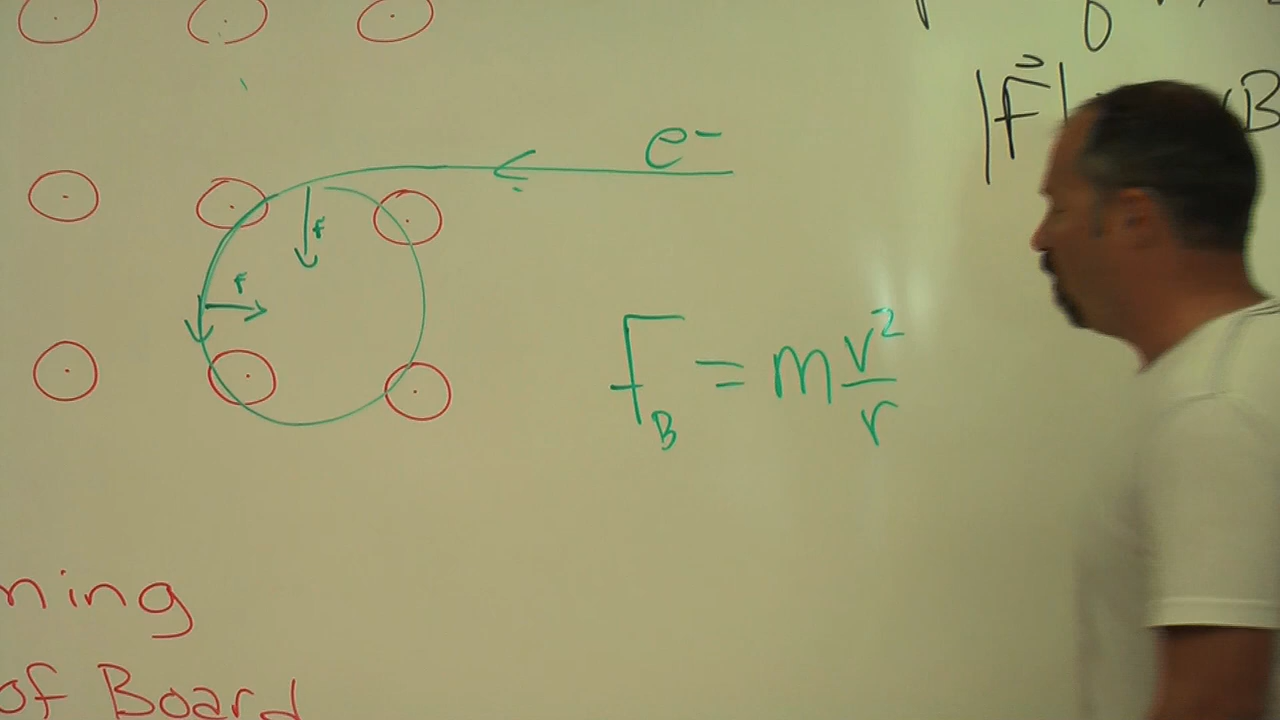 e⁻
|F⃗| B
F
F
F_B = m v²/r
ning
of Board